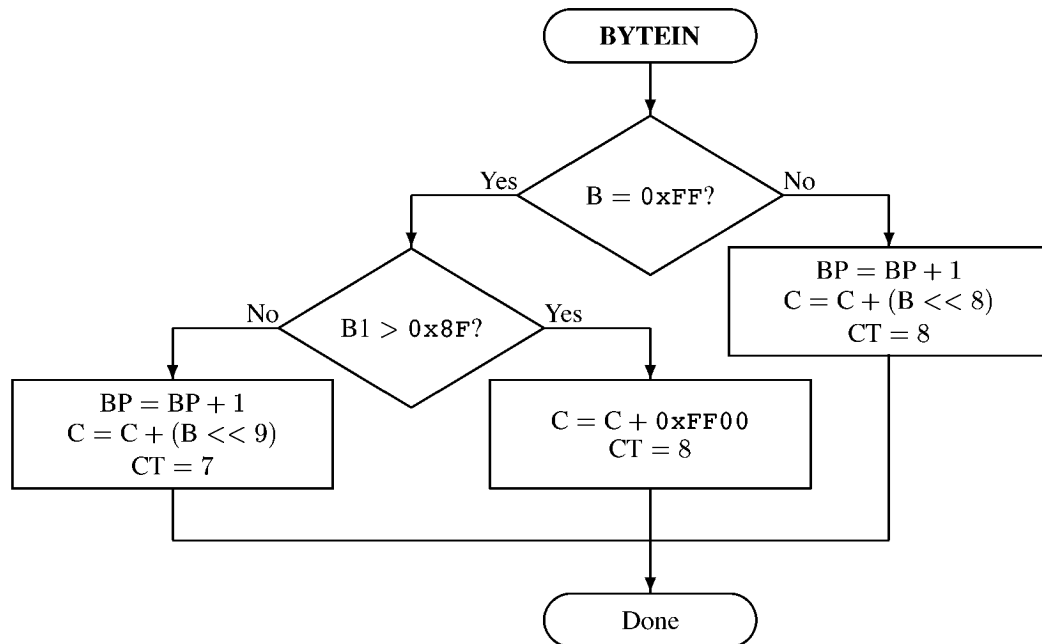 BYTEIN
B = 0xFF?
Yes
No
BP = BP + 1
C = C + (B << 8)
CT = 8
B1 > 0x8F?
No
Yes
BP = BP + 1
C = C + (B << 9)
CT = 7
C = C + 0xFF00
CT = 8
Done